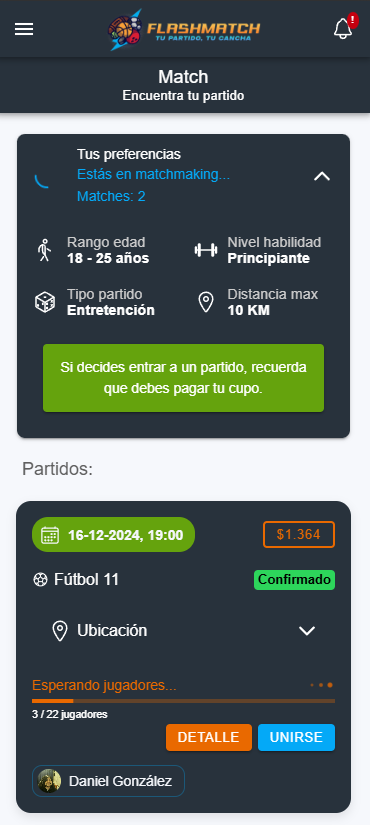 FLASHMATCH
TU PARTIDO, TU CANCHA
!
Match
Encuentra tu partido
Tus preferencias
Estás en matchmaking...
Matches: 2
Rango edad
18 - 25 años
Nivel habilidad
Principiante
Tipo partido
Entretención
Distancia max
10 KM
Si decides entrar a un partido, recuerda
que debes pagar tu cupo.
Partidos:
16-12-2024, 19:00
$1.364
Fútbol 11
Confirmado
Ubicación
Esperando jugadores...
3 / 22 jugadores
DETALLE
UNIRSE
Daniel González